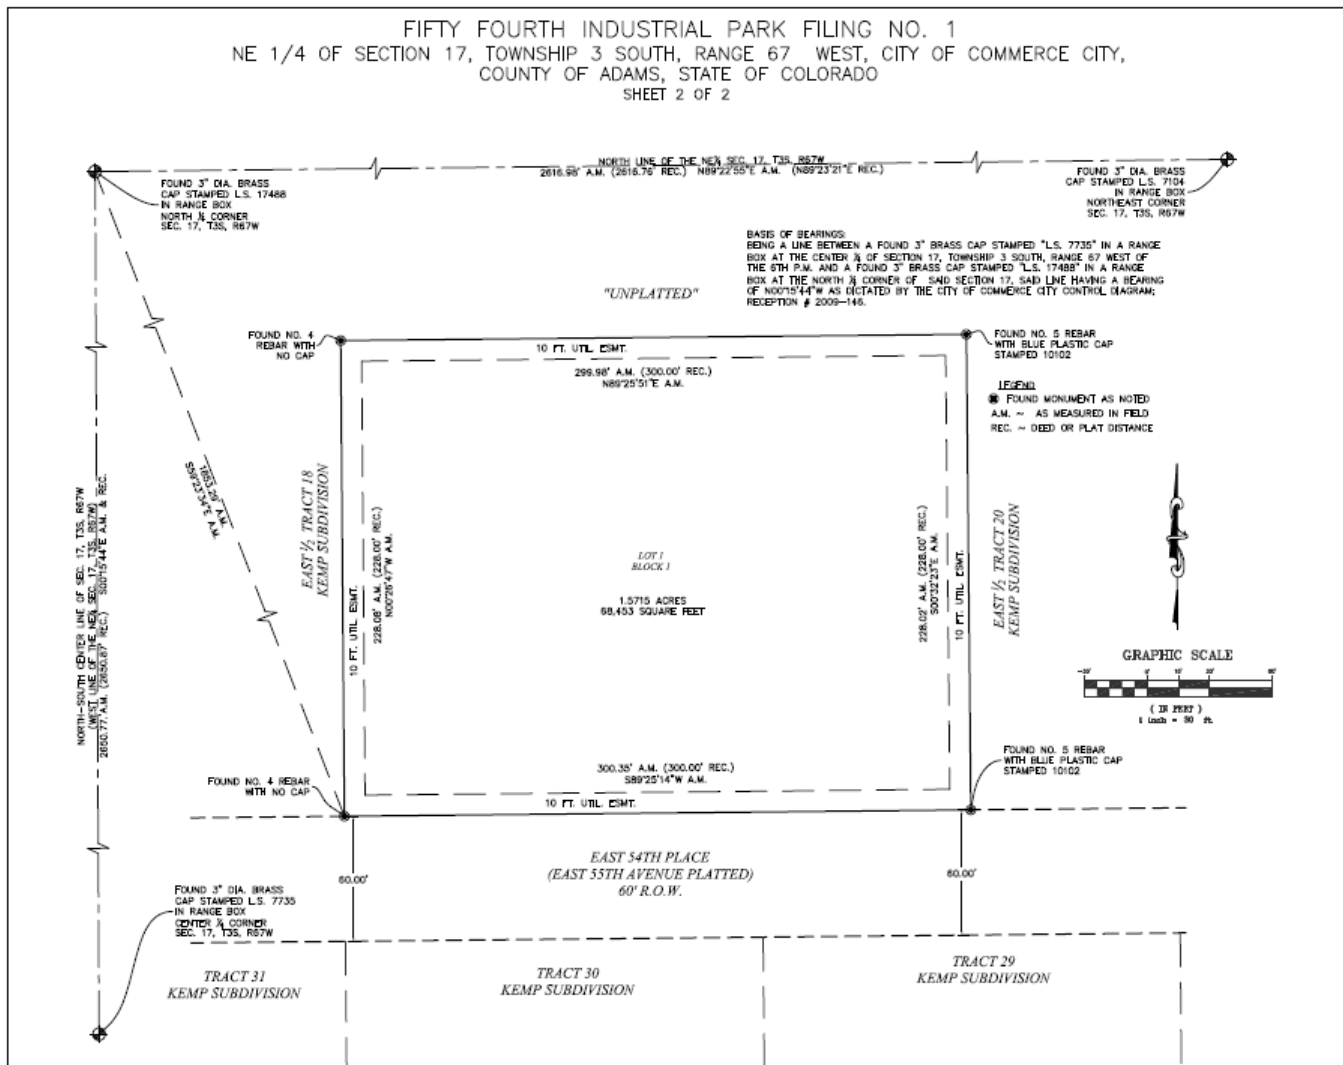 FIFTY FOURTH INDUSTRIAL PARK FILING NO. 1
NE 1/4 OF SECTION 17, TOWNSHIP 3 SOUTH, RANGE 67 WEST, CITY OF COMMERCE CITY,
COUNTY OF ADAMS, STATE OF COLORADO
SHEET 2 OF 2
NORTH LINE OF THE NE¼ SEC. 17, T3S, R67W
2616.98' A.M. (2616.76' REC.) N89°22'55"E A.M. (N89°23'21"E REC.)
FOUND 3" DIA. BRASS
CAP STAMPED L.S. 17488
IN RANGE BOX
NORTH ¼ CORNER
SEC. 17, T3S, R67W
FOUND 3" DIA. BRASS
CAP STAMPED L.S. 7104
IN RANGE BOX
NORTHEAST CORNER
SEC. 17, T3S, R67W
BASIS OF BEARINGS:
BEING A LINE BETWEEN A FOUND 3" BRASS CAP STAMPED "L.S. 7735" IN A RANGE
BOX AT THE CENTER ¼ OF SECTION 17, TOWNSHIP 3 SOUTH, RANGE 67 WEST OF
THE 6TH P.M. AND A FOUND 3" BRASS CAP STAMPED "L.S. 17488" IN A RANGE
BOX AT THE NORTH ¼ CORNER OF SAID SECTION 17, SAID LINE HAVING A BEARING
OF N00°15'44"W AS DICTATED BY THE CITY OF COMMERCE CITY CONTROL DIAGRAM;
RECEPTION # 2009-146.
"UNPLATTED"
FOUND NO. 4
REBAR WITH
NO CAP
10 FT. UTIL ESMT.
299.98' A.M. (300.00' REC.)
N89°25'51"E A.M.
FOUND NO. 5 REBAR
WITH BLUE PLASTIC CAP
STAMPED 10102
LEGEND
FOUND MONUMENT AS NOTED
A.M. ~ AS MEASURED IN FIELD
REC. ~ DEED OR PLAT DISTANCE
NORTH-SOUTH CENTER LINE OF SEC. 17, T3S, R67W
(WEST LINE OF THE NE¼ SEC. 17, T3S, R67W)
2650.77' A.M. (2650.87' REC.) S00°15'44"E A.M. & REC.
1653.29' A.M.
S59°23'34"E A.M.
EAST ½ TRACT 18
KEMP SUBDIVISION
10 FT. UTIL ESMT.
228.08' A.M. (228.00' REC.)
N00°26'47"W A.M.
LOT 1
BLOCK 1
1.5715 ACRES
68,453 SQUARE FEET
228.02' A.M. (228.00' REC.)
S00°32'23"E A.M.
10 FT. UTIL ESMT.
EAST ½ TRACT 20
KEMP SUBDIVISION
GRAPHIC SCALE
-30' 0' 10' 20' 60'
( IN FEET )
1 inch = 30 ft.
300.35' A.M. (300.00' REC.)
S89°25'14"W A.M.
10 FT. UTIL. ESMT.
FOUND NO. 4 REBAR
WITH NO CAP
FOUND NO. 5 REBAR
WITH BLUE PLASTIC CAP
STAMPED 10102
EAST 54TH PLACE
(EAST 55TH AVENUE PLATTED)
60' R.O.W.
60.00'
60.00'
FOUND 3" DIA. BRASS
CAP STAMPED L.S. 7735
IN RANGE BOX
CENTER ¼ CORNER
SEC. 17, T3S, R67W
TRACT 31
KEMP SUBDIVISION
TRACT 30
KEMP SUBDIVISION
TRACT 29
KEMP SUBDIVISION